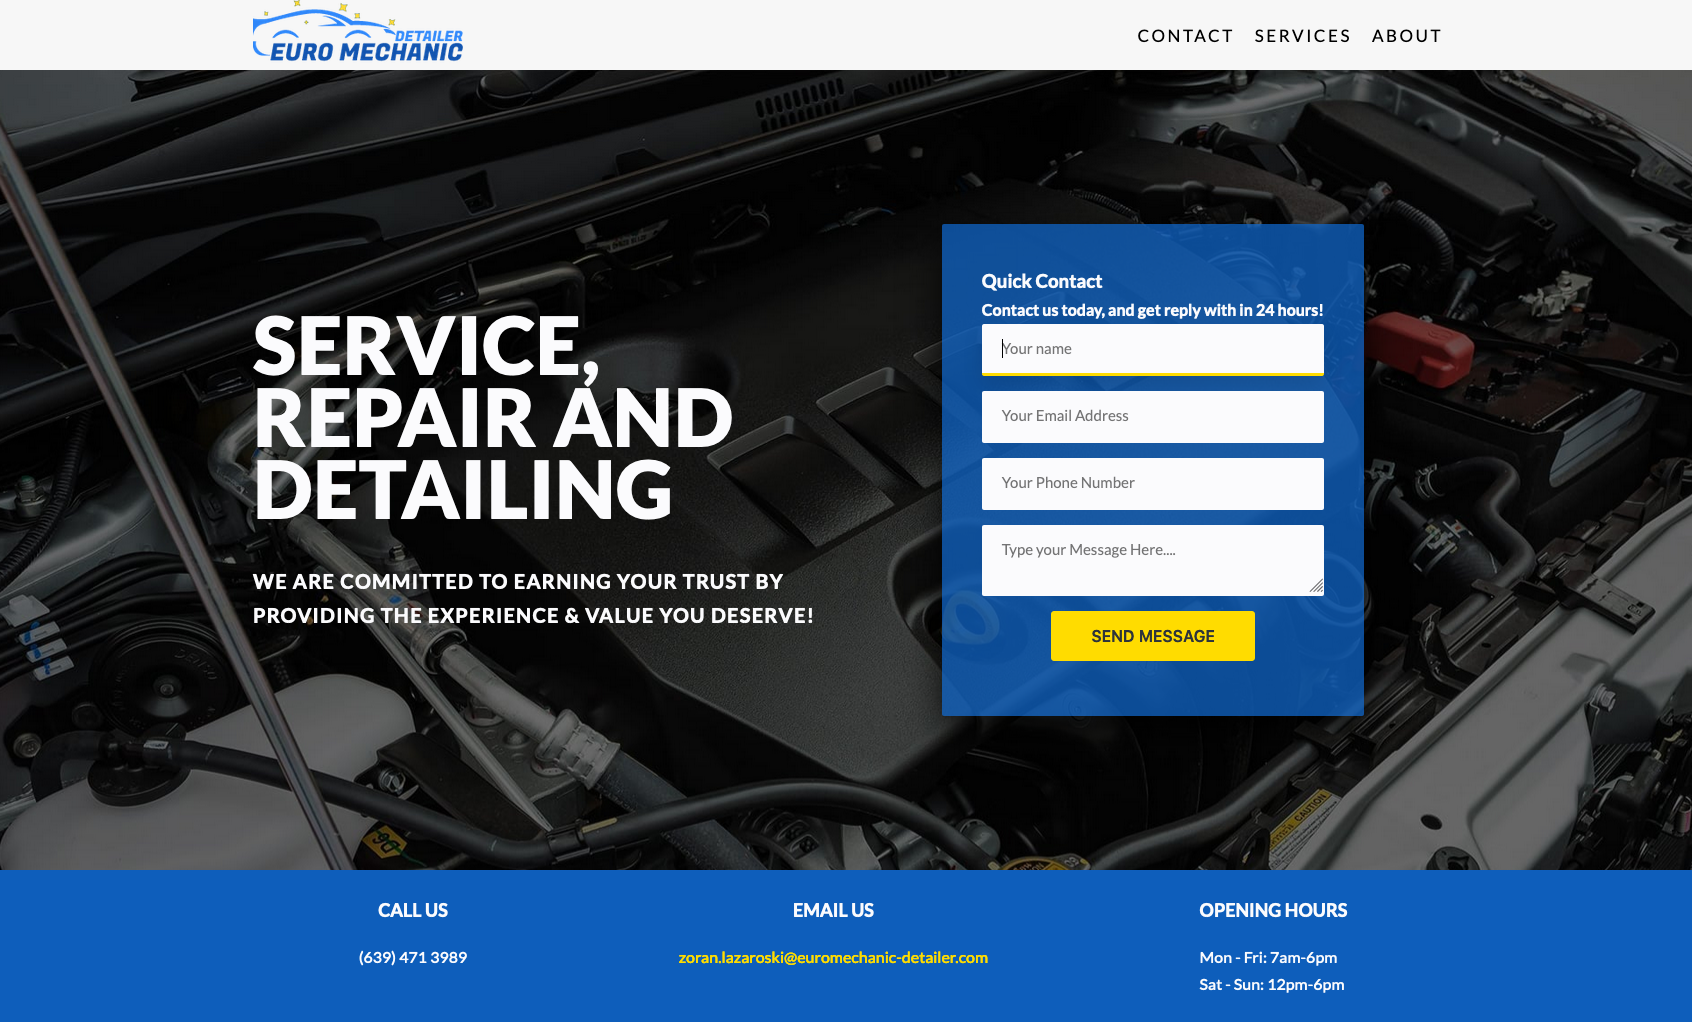 DETAILER
EURO MECHANIC
CONTACT SERVICES ABOUT
SERVICE,
REPAIR AND
DETAILING
WE ARE COMMITTED TO EARNING YOUR TRUST BY
PROVIDING THE EXPERIENCE & VALUE YOU DESERVE!
Quick Contact
Contact us today, and get reply with in 24 hours!
Your name
Your Email Address
Your Phone Number
Type your Message Here....
SEND MESSAGE
CAUTION
CALL US
(639) 471 3989
EMAIL US
zoran.lazaroski@euromechanic-detailer.com
OPENING HOURS
Mon - Fri: 7am-6pm
Sat - Sun: 12pm-6pm